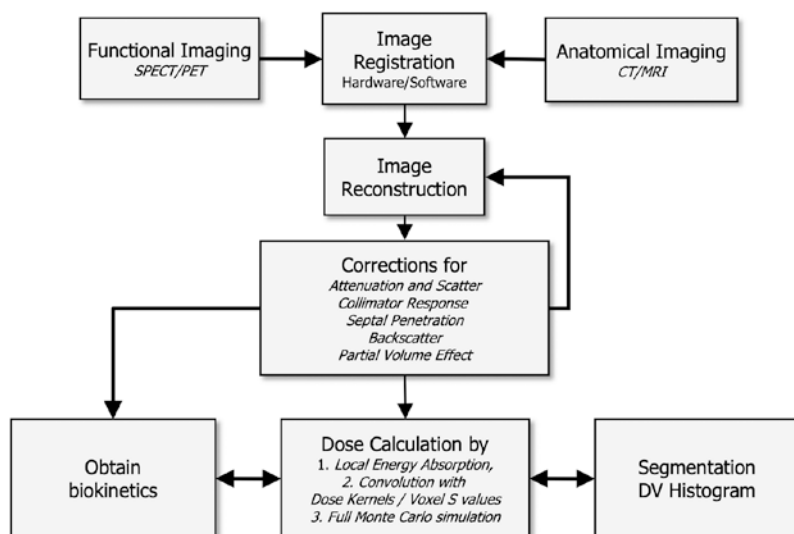 Functional Imaging
SPECT/PET
Image
Registration
Hardware/Software
Anatomical Imaging
CT/MRI
Image
Reconstruction
Corrections for
Attenuation and Scatter
Collimator Response
Septal Penetration
Backscatter
Partial Volume Effect
Obtain
biokinetics
Dose Calculation by
1. Local Energy Absorption,
2. Convolution with
Dose Kernels / Voxel S values
3. Full Monte Carlo simulation
Segmentation
DV Histogram